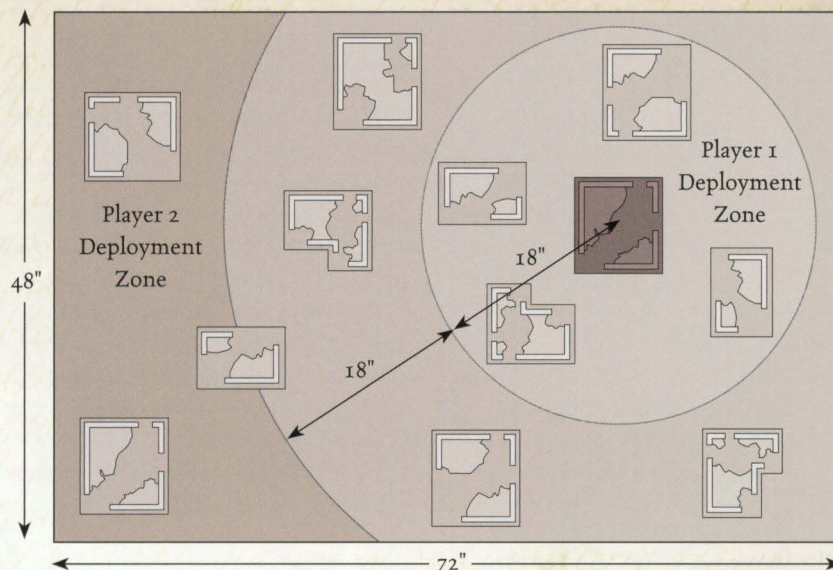 Player 1
Deployment
Zone
Player 2
Deployment
Zone
18"
48"
18"
72"